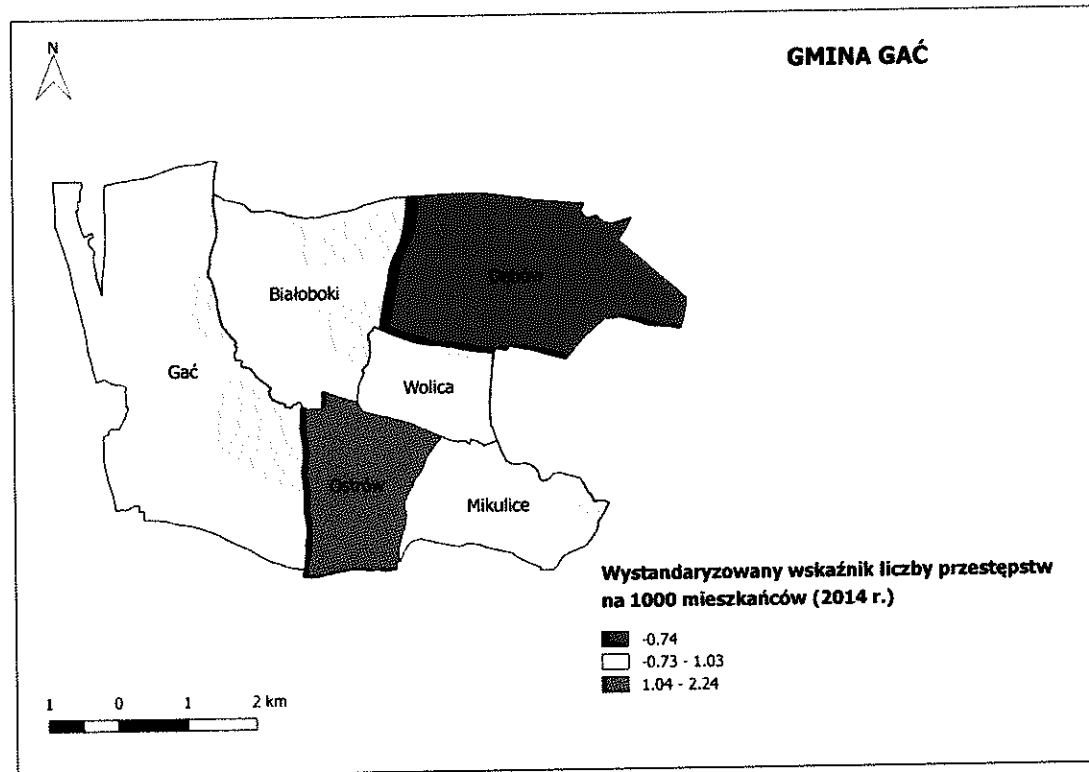 N
GMINA GAĆ
Białoboki
Gać
Wolica
Ostrów
Mikulice
Wystandaryzowany wskaźnik liczby przestępstw
na 1000 mieszkańców (2014 r.)
-0.74
-0.73 - 1.03
1.04 - 2.24
1 0 1 2 km